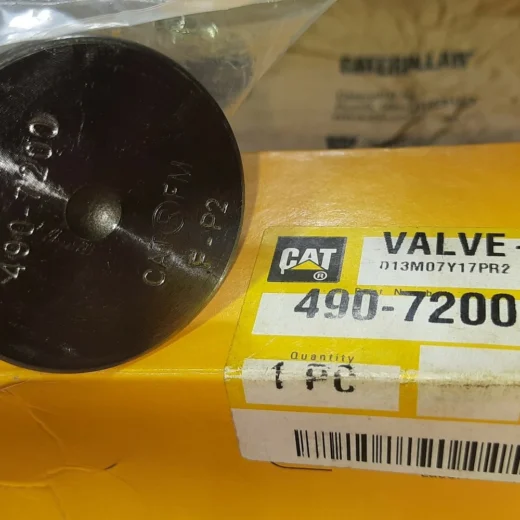 CATERPILLAR
490-7200
CAT FM
F-P2
CAT
®
VALVE-
D13M07Y17PR2
490-7200
Quantity
1 PC